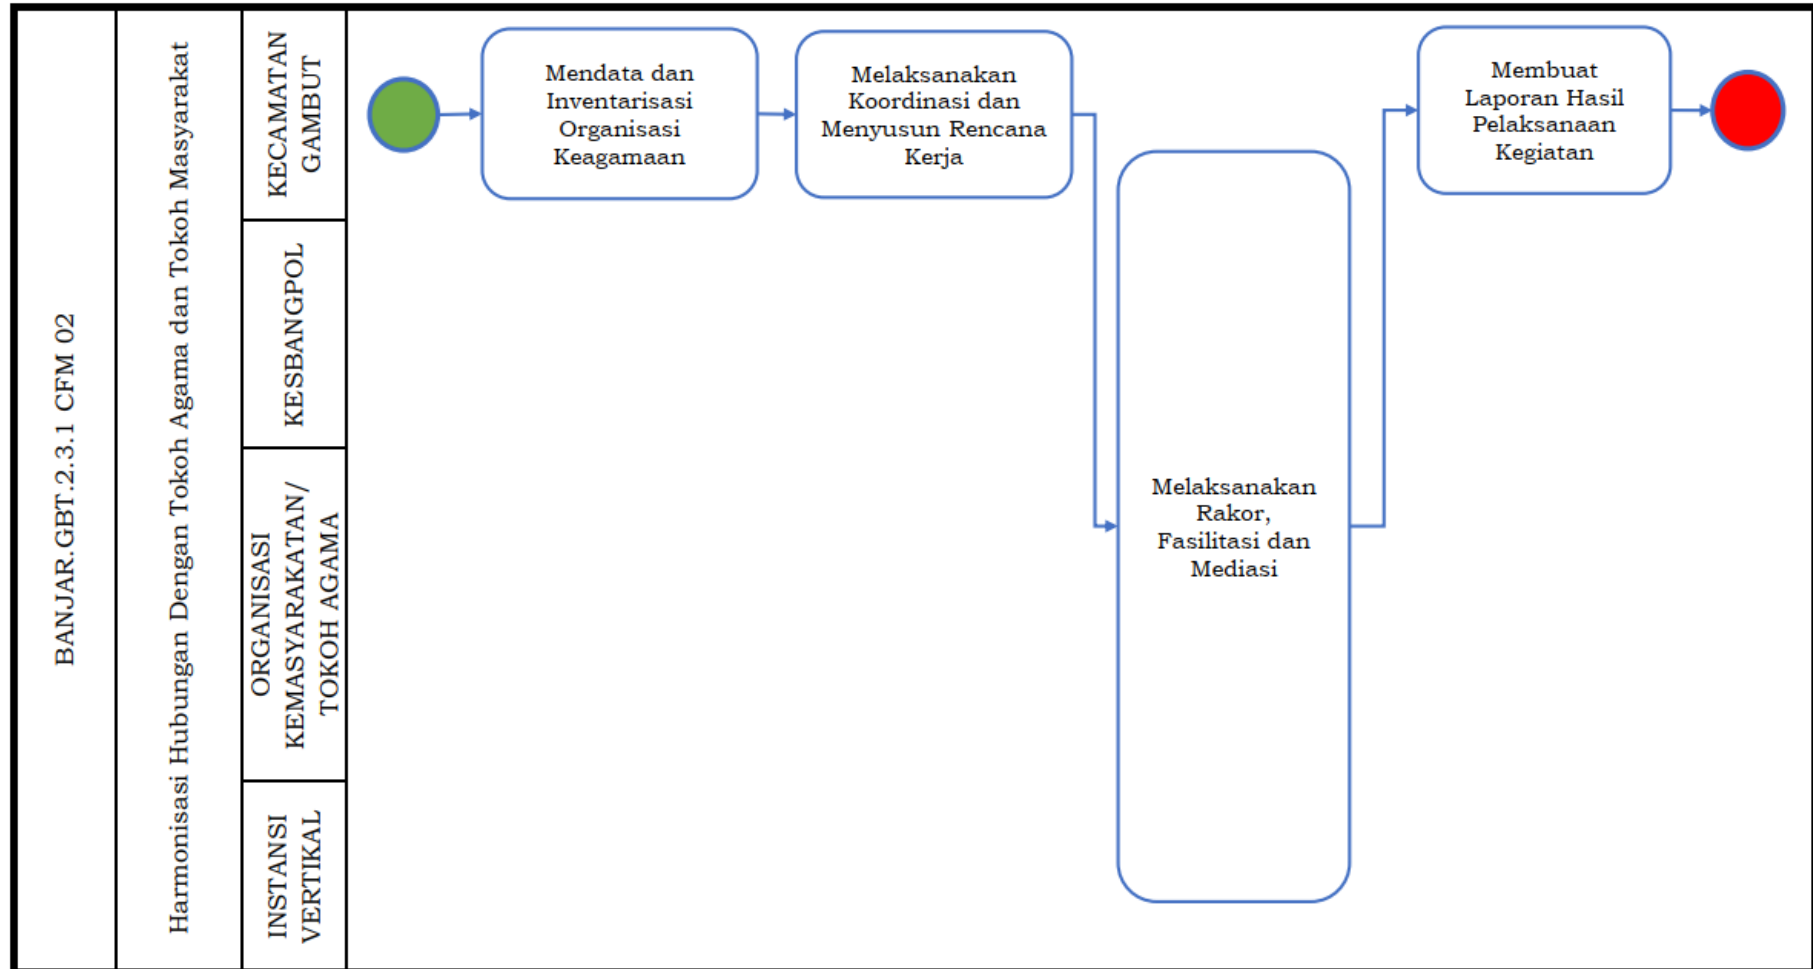 BANJAR.GBT.2.3.1 CFM 02
Harmonisasi Hubungan Dengan Tokoh Agama dan Tokoh Masyarakat
KECAMATAN
GAMBUT
Mendata dan
Inventarisasi
Organisasi
Keagamaan
Melaksanakan
Koordinasi dan
Menyusun Rencana
Kerja
Membuat
Laporan Hasil
Pelaksanaan
Kegiatan
KESBANGPOL
ORGANISASI
KEMASYARAKATAN/
TOKOH AGAMA
Melaksanakan
Rakor,
Fasilitasi dan
Mediasi
INSTANSI
VERTIKAL